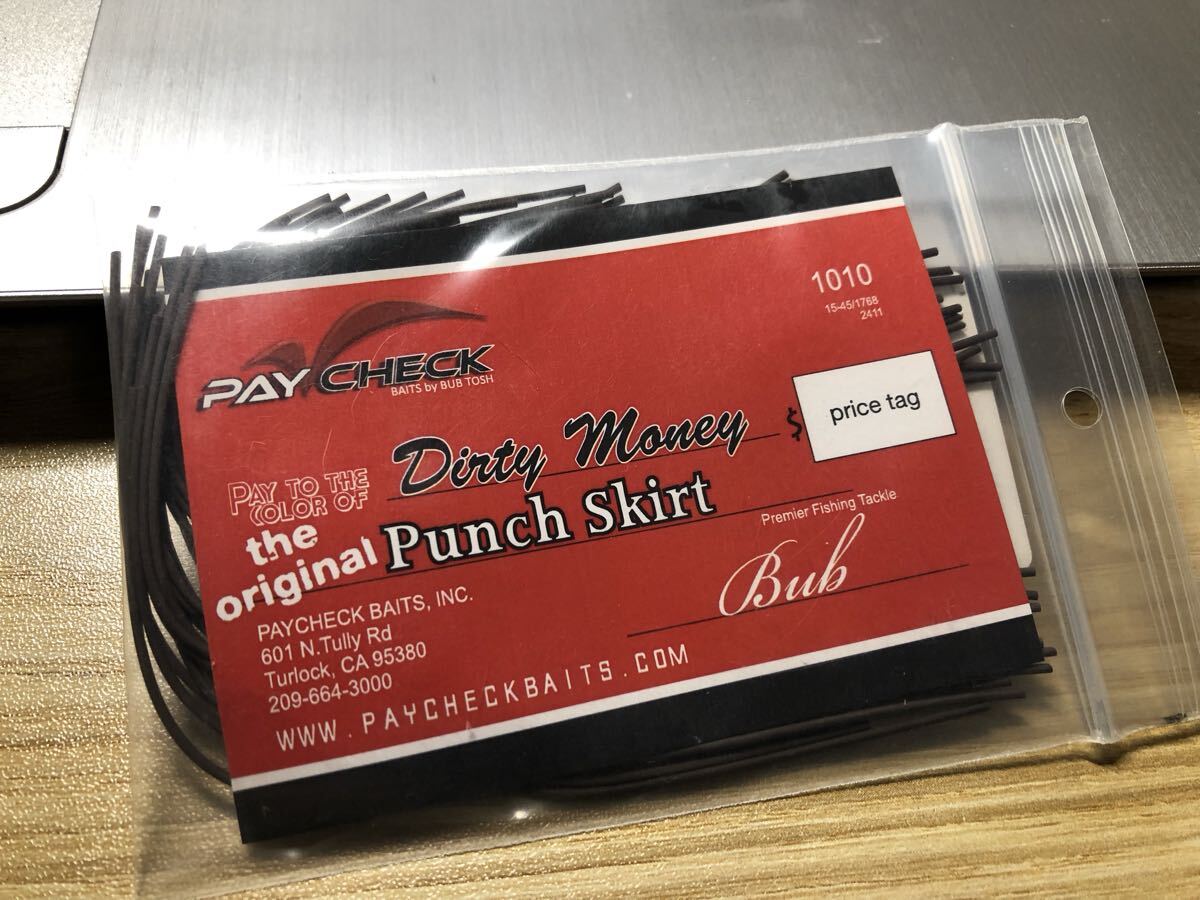 1010
15-45/1768
2411
PAYCHECK
BAITS by BUB TOSH
Dirty Money
$ price tag
PAY TO THE
COLOR OF
the original Punch Skirt
Premier Fishing Tackle
Bub
PAYCHECK BAITS, INC.
601 N.Tully Rd
Turlock, CA 95380
209-664-3000
WWW.PAYCHECKBAITS.COM